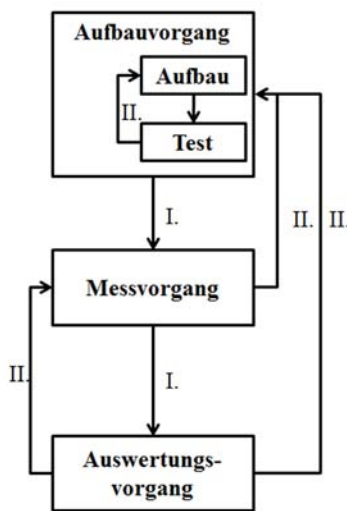 Aufbauvorgang
Aufbau
II.
Test
I.
II. II.
Messvorgang
II.
I.
Auswertungs-
vorgang